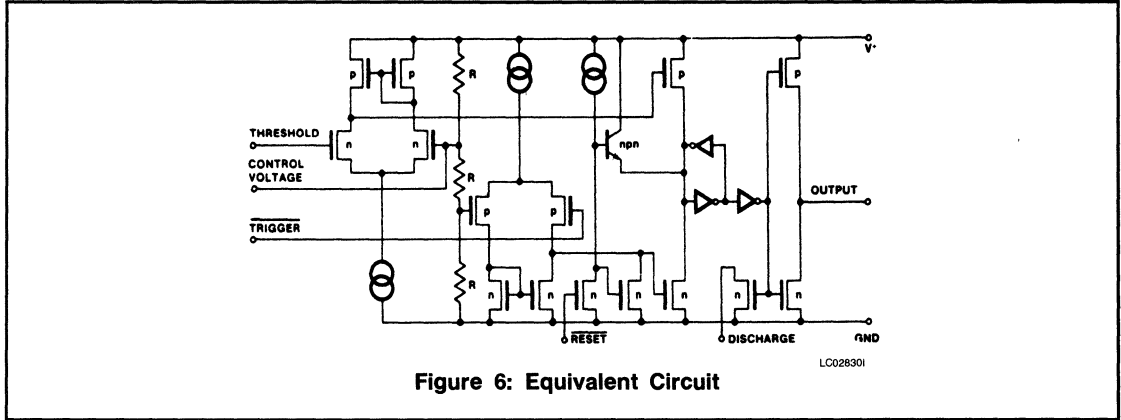 V+
p
p
R
p
p
THRESHOLD
n
n
npn
CONTROL
VOLTAGE
R
OUTPUT
p
p
TRIGGER
R
n
n
n
n
n
n
n
RESET
DISCHARGE
GND
LC02830I
Figure 6: Equivalent Circuit